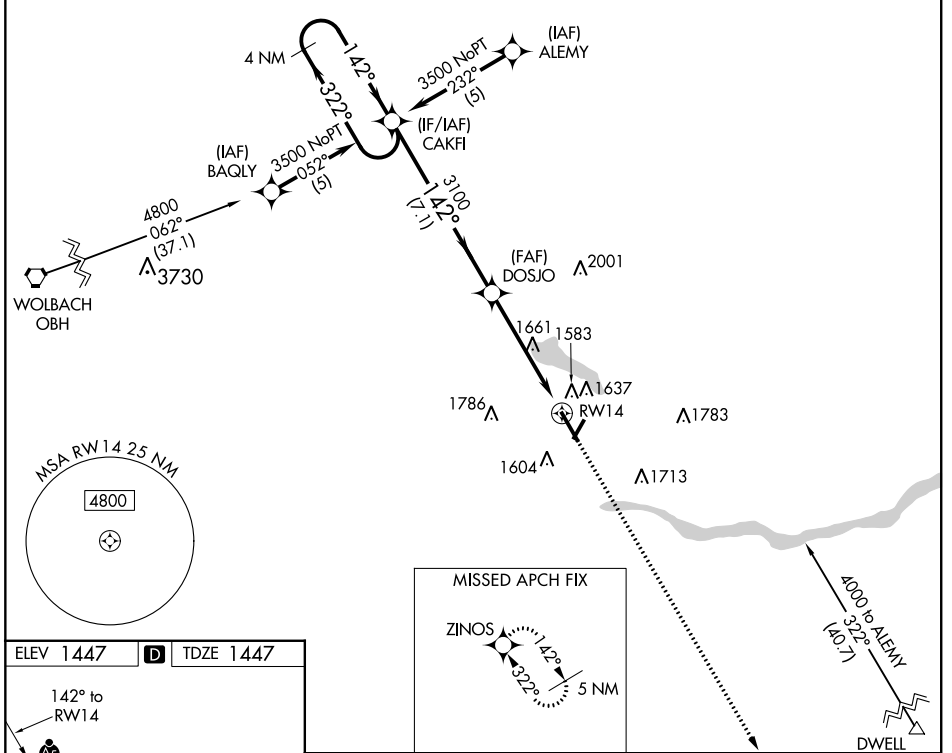 4 NM
142°
322°
(IAF)
ALEMY
3500 NoPT
232°
(5)
(IF/IAF)
CAKFI
(IAF)
BAQLY
3500 NoPT
052°
(5)
4800
062°
(37.1)
3730
WOLBACH
OBH
3100
142°
(7.1)
(FAF)
DOSJO
2001
1661
1583
1637
1786
RW14
1783
1604
1713
MSA RW14 25 NM
4800
MISSED APCH FIX
ZINOS
142°
322°
5 NM
4000 to ALEMY
322°
(40.7)
DWELL
ELEV 1447
D
TDZE 1447
142° to
RW14